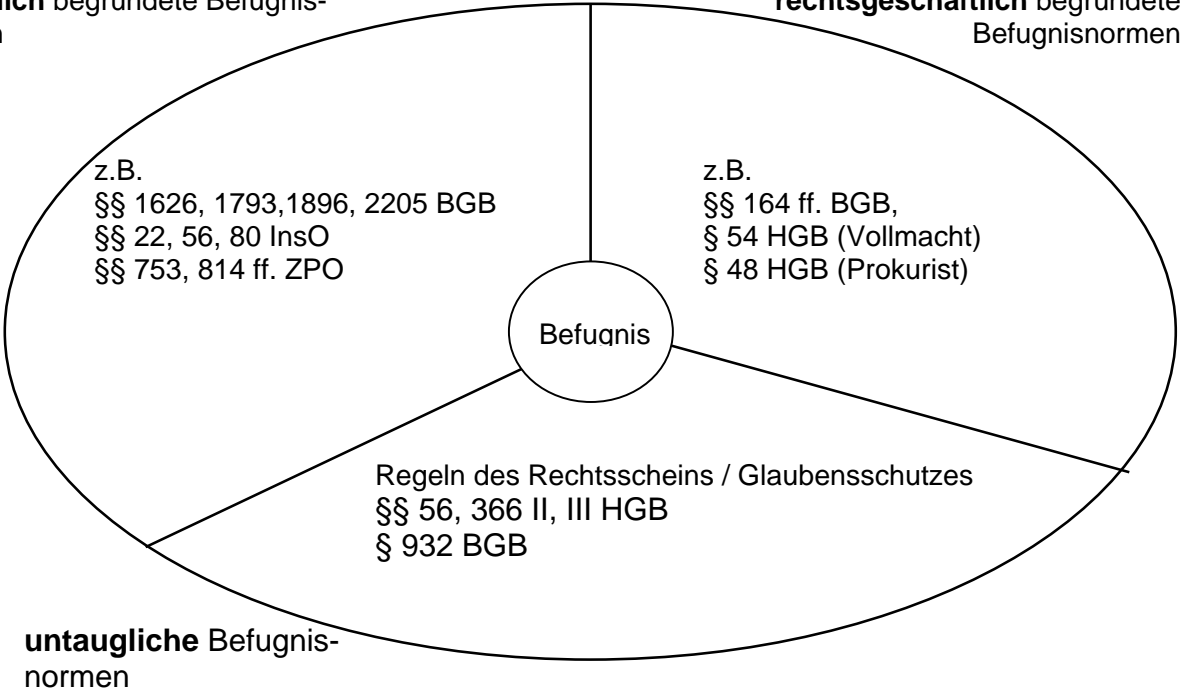 begründete Befugnis-
rechtsgeschäftlich begründete
Befugnisnormen
z.B.
§§ 1626, 1793,1896, 2205 BGB
§§ 22, 56, 80 InsO
§§ 753, 814 ff. ZPO
z.B.
§§ 164 ff. BGB,
§ 54 HGB (Vollmacht)
§ 48 HGB (Prokurist)
Befugnis
Regeln des Rechtsscheins / Glaubensschutzes
§§ 56, 366 II, III HGB
§ 932 BGB
untaugliche Befugnis-
normen